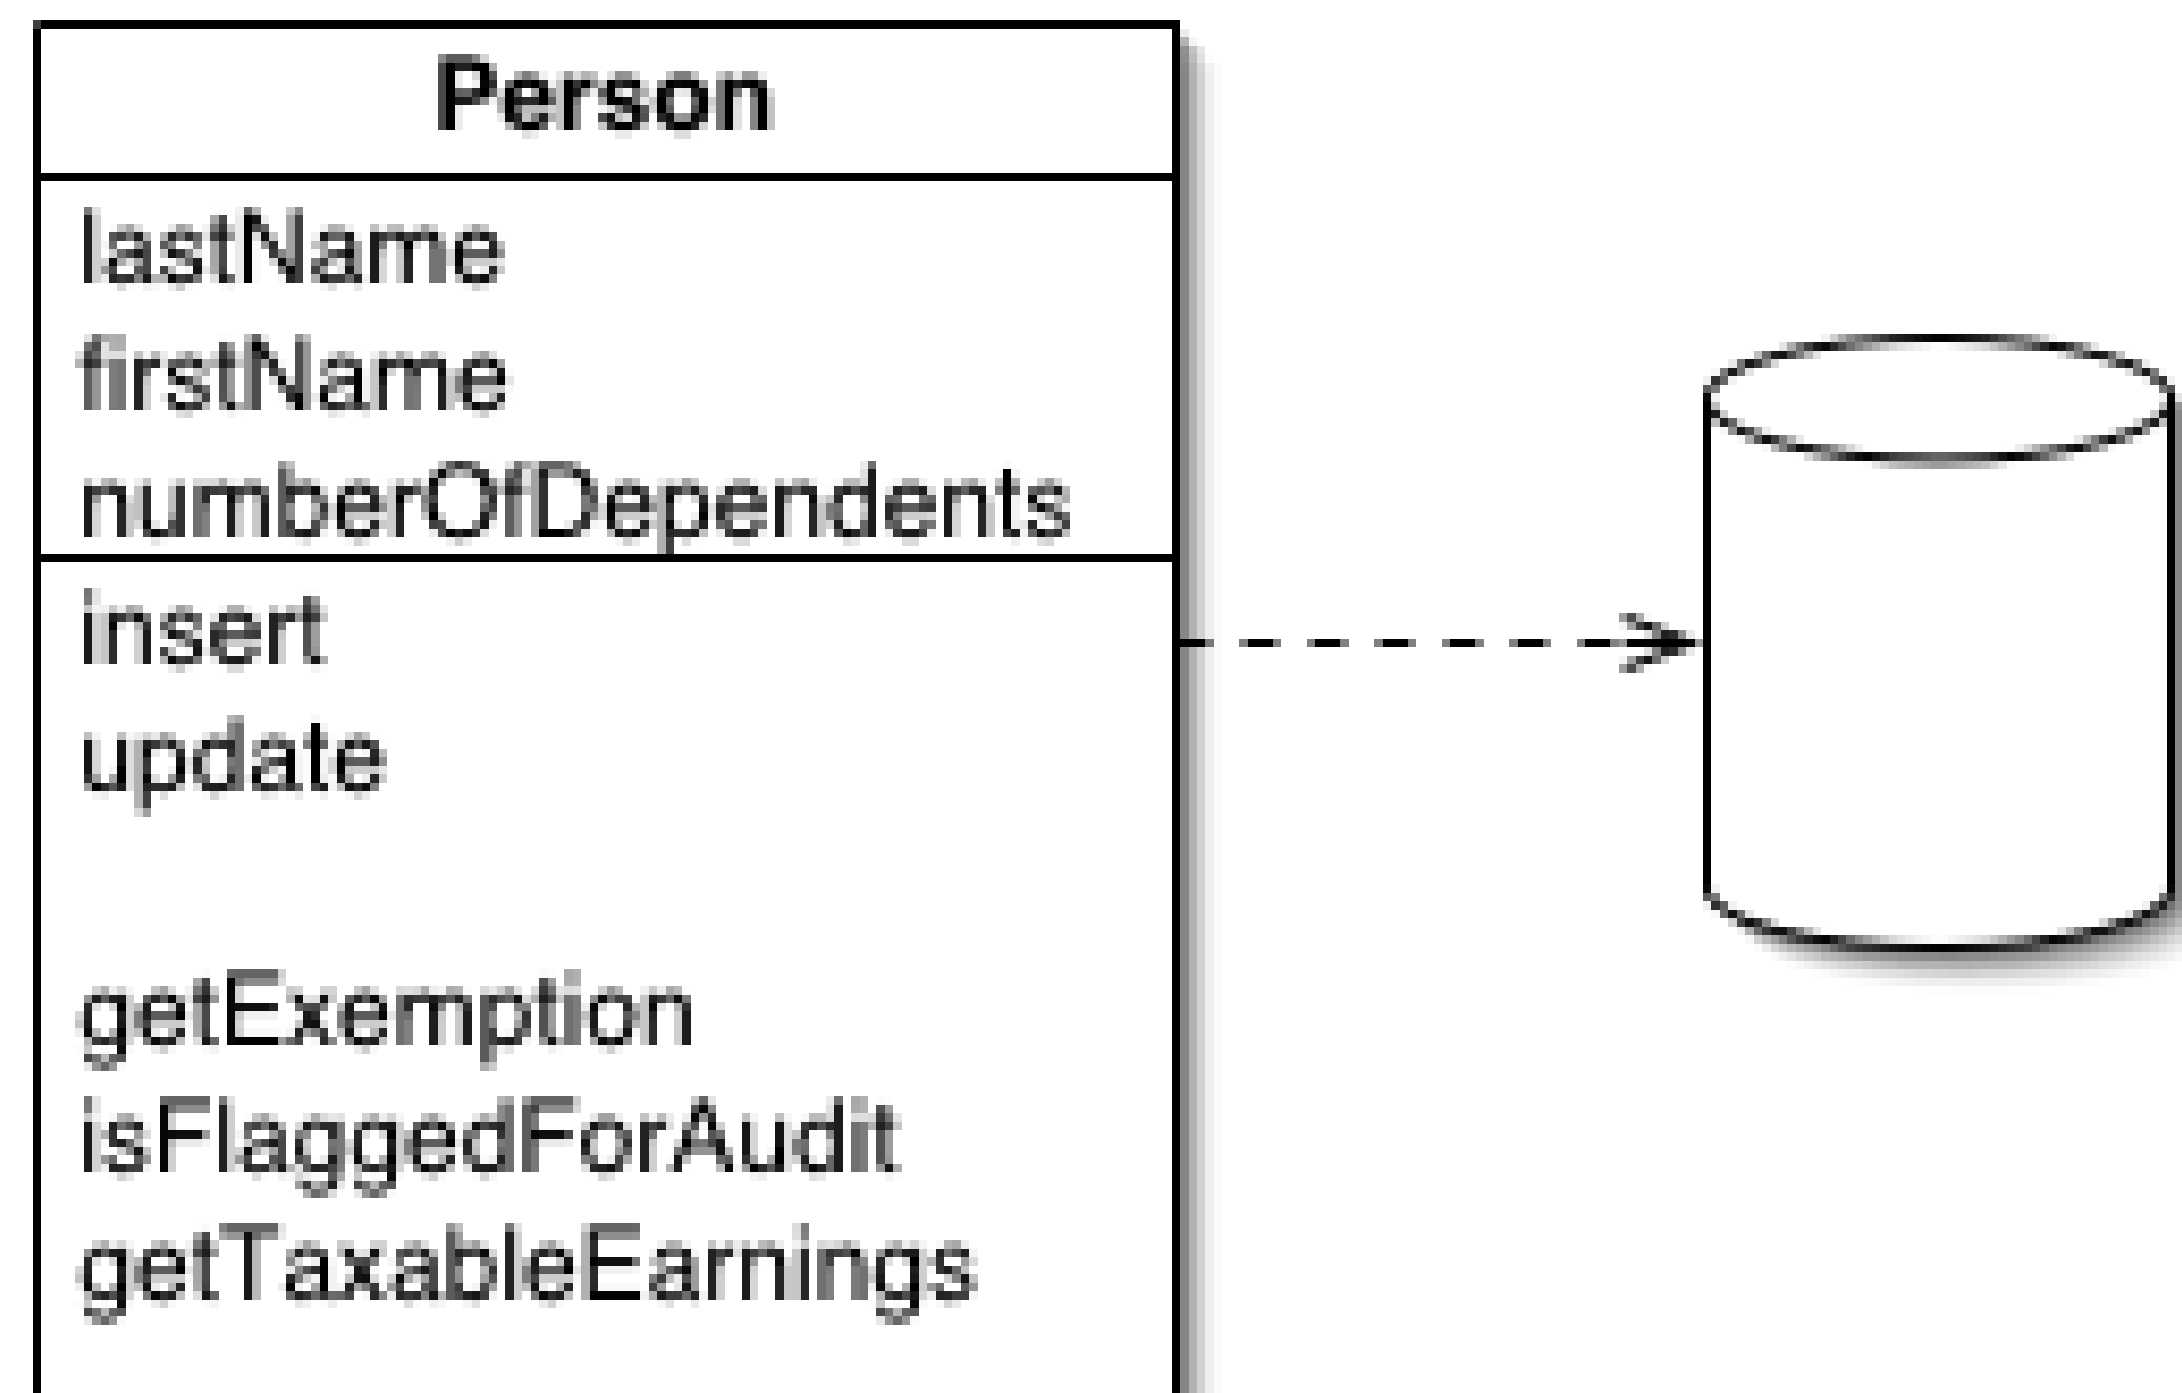 Person
lastName
firstName
numberOfDependents
insert
update
getExemption
isFlaggedForAudit
getTaxableEarnings